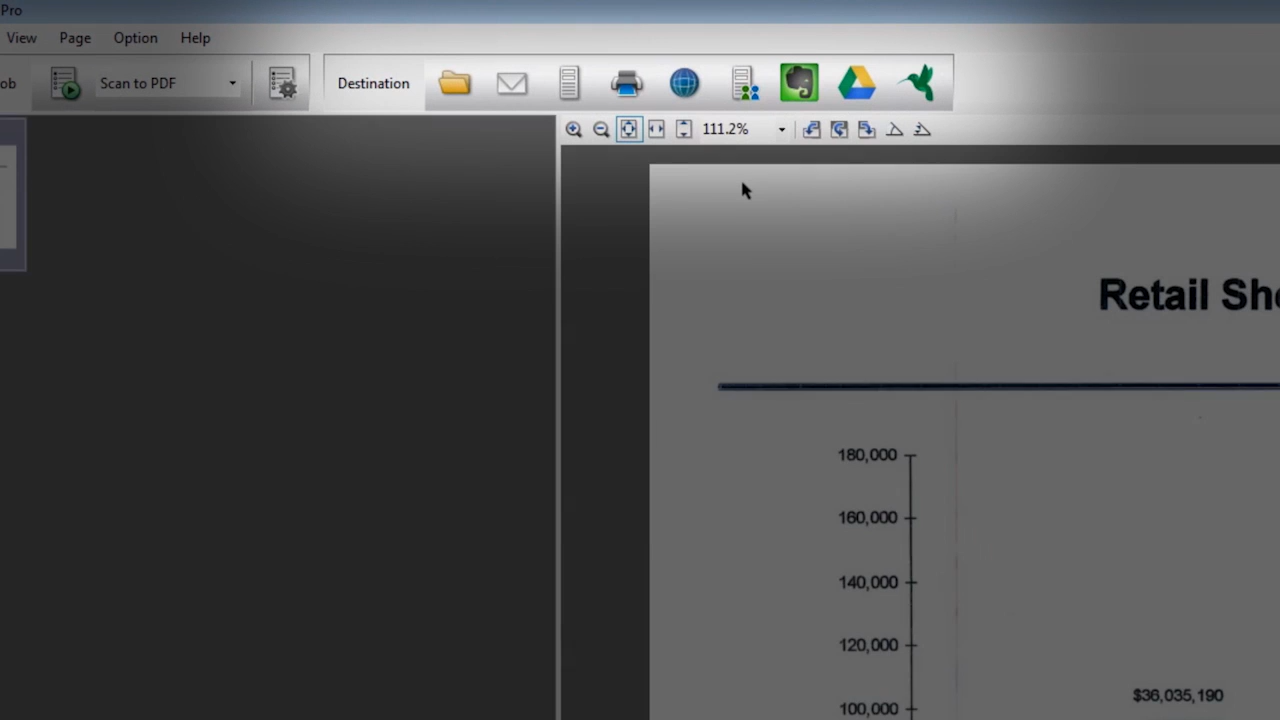 Pro
View Page Option Help
ob Scan to PDF Destination
111.2%
Retail Sh
180,000
160,000
140,000
120,000
$36,035,190
100,000